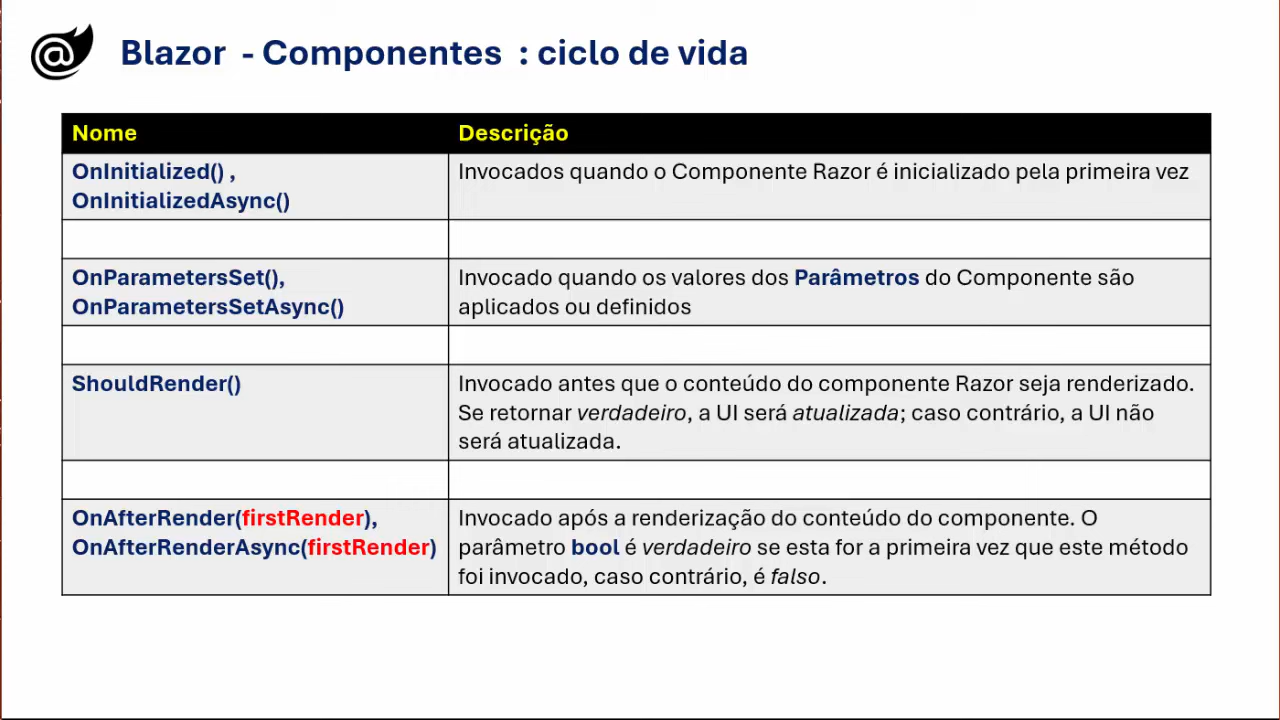 Blazor - Componentes : ciclo de vida
Nome
Descrição
OnInitialized() ,
OnInitializedAsync()
Invocados quando o Componente Razor é inicializado pela primeira vez
OnParametersSet(),
OnParametersSetAsync()
Invocado quando os valores dos Parâmetros do Componente são
aplicados ou definidos
ShouldRender()
Invocado antes que o conteúdo do componente Razor seja renderizado.
Se retornar verdadeiro, a UI será atualizada; caso contrário, a UI não
será atualizada.
OnAfterRender(firstRender),
OnAfterRenderAsync(firstRender)
Invocado após a renderização do conteúdo do componente. O
parâmetro bool é verdadeiro se esta for a primeira vez que este método
foi invocado, caso contrário, é falso.